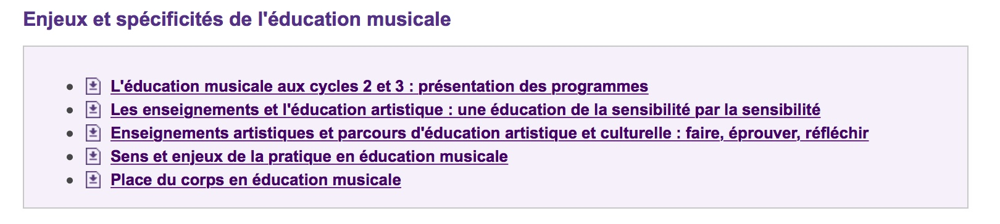 Enjeux et spécificités de l'éducation musicale
L'éducation musicale aux cycles 2 et 3 : présentation des programmes
Les enseignements et l'éducation artistique : une éducation de la sensibilité par la sensibilité
Enseignements artistiques et parcours d'éducation artistique et culturelle : faire, éprouver, réfléchir
Sens et enjeux de la pratique en éducation musicale
Place du corps en éducation musicale